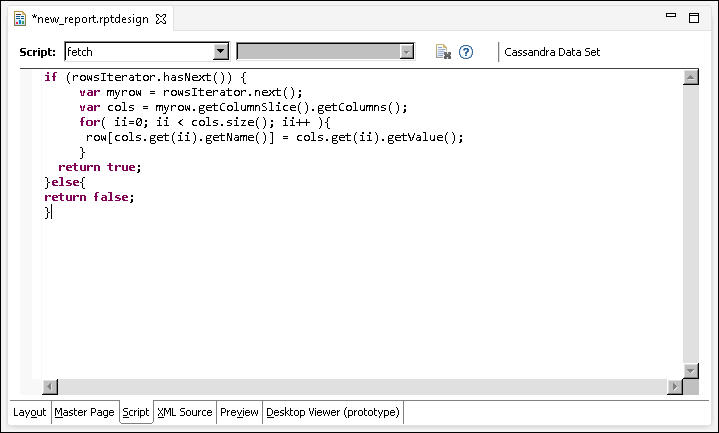 *new_report.rptdesign
Script: fetch Cassandra Data Set
if (rowsIterator.hasNext()) {
     var myrow = rowsIterator.next();
     var cols = myrow.getColumnSlice().getColumns();
     for( ii=0; ii < cols.size(); ii++ ){
      row[cols.get(ii).getName()] = cols.get(ii).getValue();
     }
  return true;
}else{
return false;
}
Layout Master Page Script XML Source Preview Desktop Viewer (prototype)